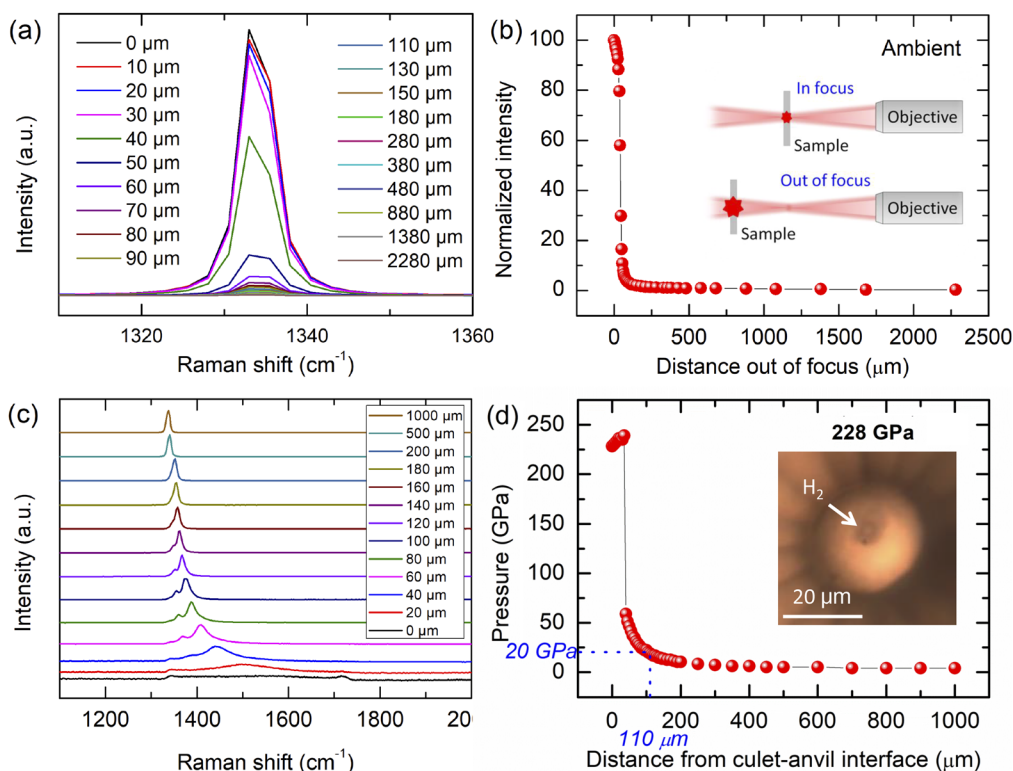 (a)
0 μm
10 μm
20 μm
30 μm
40 μm
50 μm
60 μm
70 μm
80 μm
90 μm
110 μm
130 μm
150 μm
180 μm
280 μm
380 μm
480 μm
880 μm
1380 μm
2280 μm
Intensity (a.u.)
1320 1340 1360
Raman shift (cm⁻¹)
(b)
Ambient
In focus
Objective
Sample
Out of focus
Objective
Sample
Normalized intensity
100
80
60
40
20
0
0 500 1000 1500 2000 2500
Distance out of focus (μm)
(c)
1000 μm
500 μm
200 μm
180 μm
160 μm
140 μm
120 μm
100 μm
80 μm
60 μm
40 μm
20 μm
0 μm
Intensity (a.u.)
1200 1400 1600 1800 200
Raman shift (cm⁻¹)
(d)
228 GPa
H₂
20 μm
Pressure (GPa)
250
200
150
100
50
0
20 GPa
0 200 400 600 800 1000
110 μm
Distance from culet-anvil interface (μm)